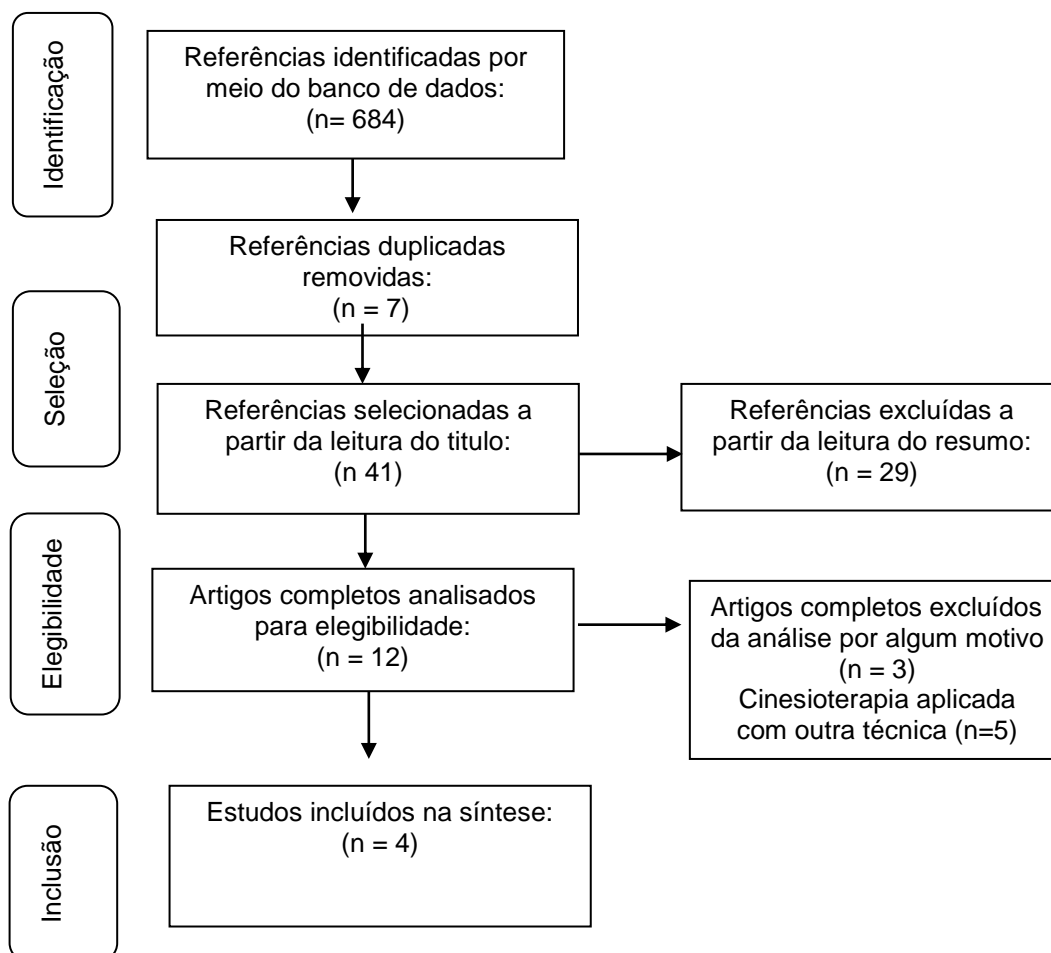 Identificação
Referências identificadas por
meio do banco de dados:
(n= 684)
Referências duplicadas
removidas:
(n = 7)
Seleção
Referências selecionadas a
partir da leitura do titulo:
(n 41)
Referências excluídas a
partir da leitura do resumo:
(n = 29)
Elegibilidade
Artigos completos analisados
para elegibilidade:
(n = 12)
Artigos completos excluídos
da análise por algum motivo
(n = 3)
Cinesioterapia aplicada
com outra técnica (n=5)
Inclusão
Estudos incluídos na síntese:
(n = 4)